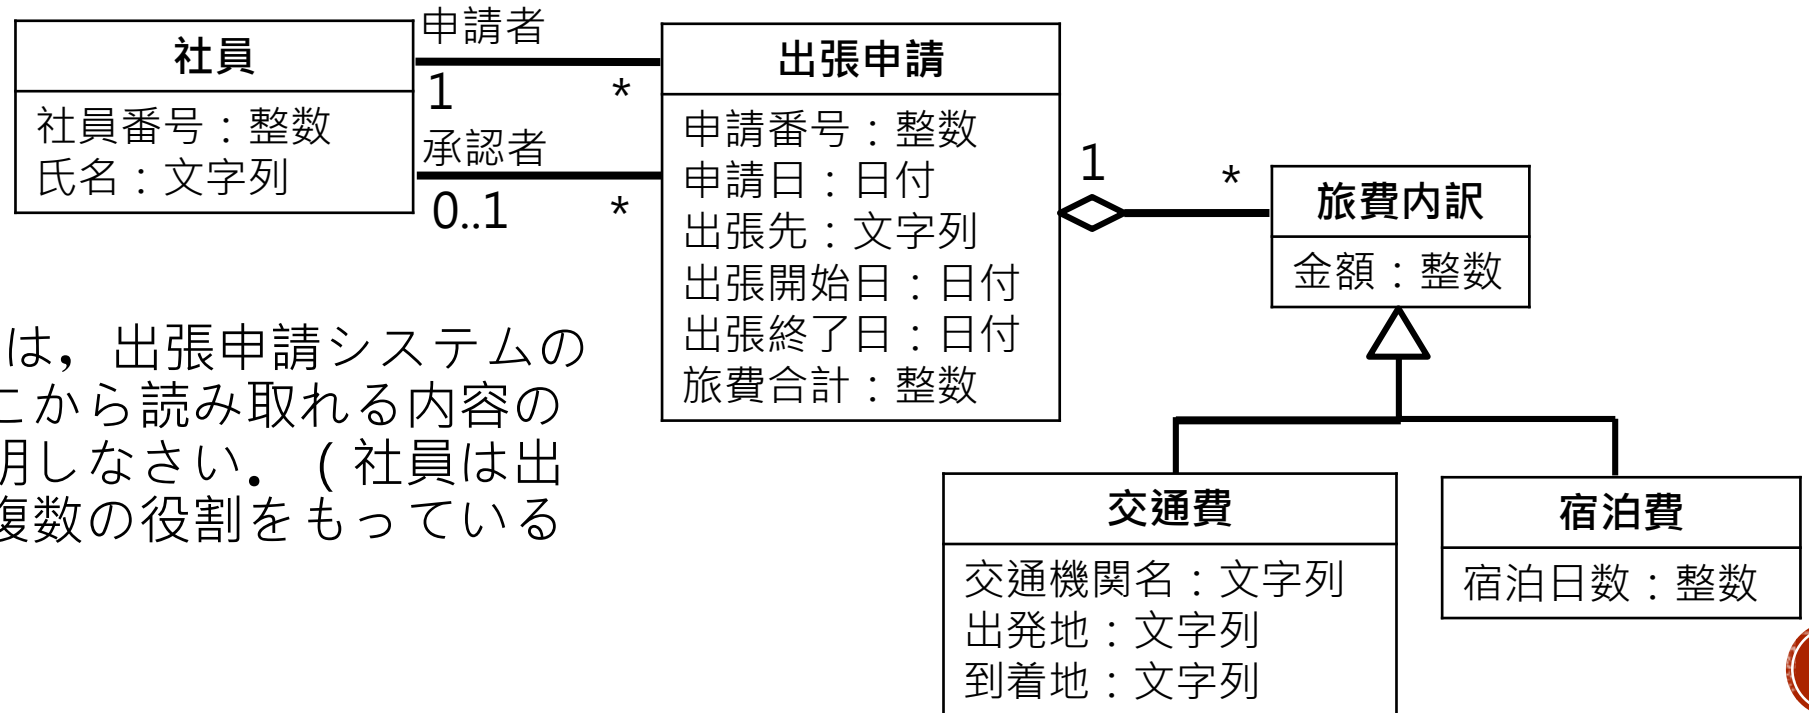 社員
社員番号：整数
氏名：文字列
申請者
1
*
承認者
0..1
*
出張申請
申請番号：整数
申請日：日付
出張先：文字列
出張開始日：日付
出張終了日：日付
旅費合計：整数
1
*
旅費内訳
金額：整数
は，出張申請システムの
から読み取れる内容の
しなさい．（社員は出
複数の役割をもっている
交通費
交通機関名：文字列
出発地：文字列
到着地：文字列
宿泊費
宿泊日数：整数